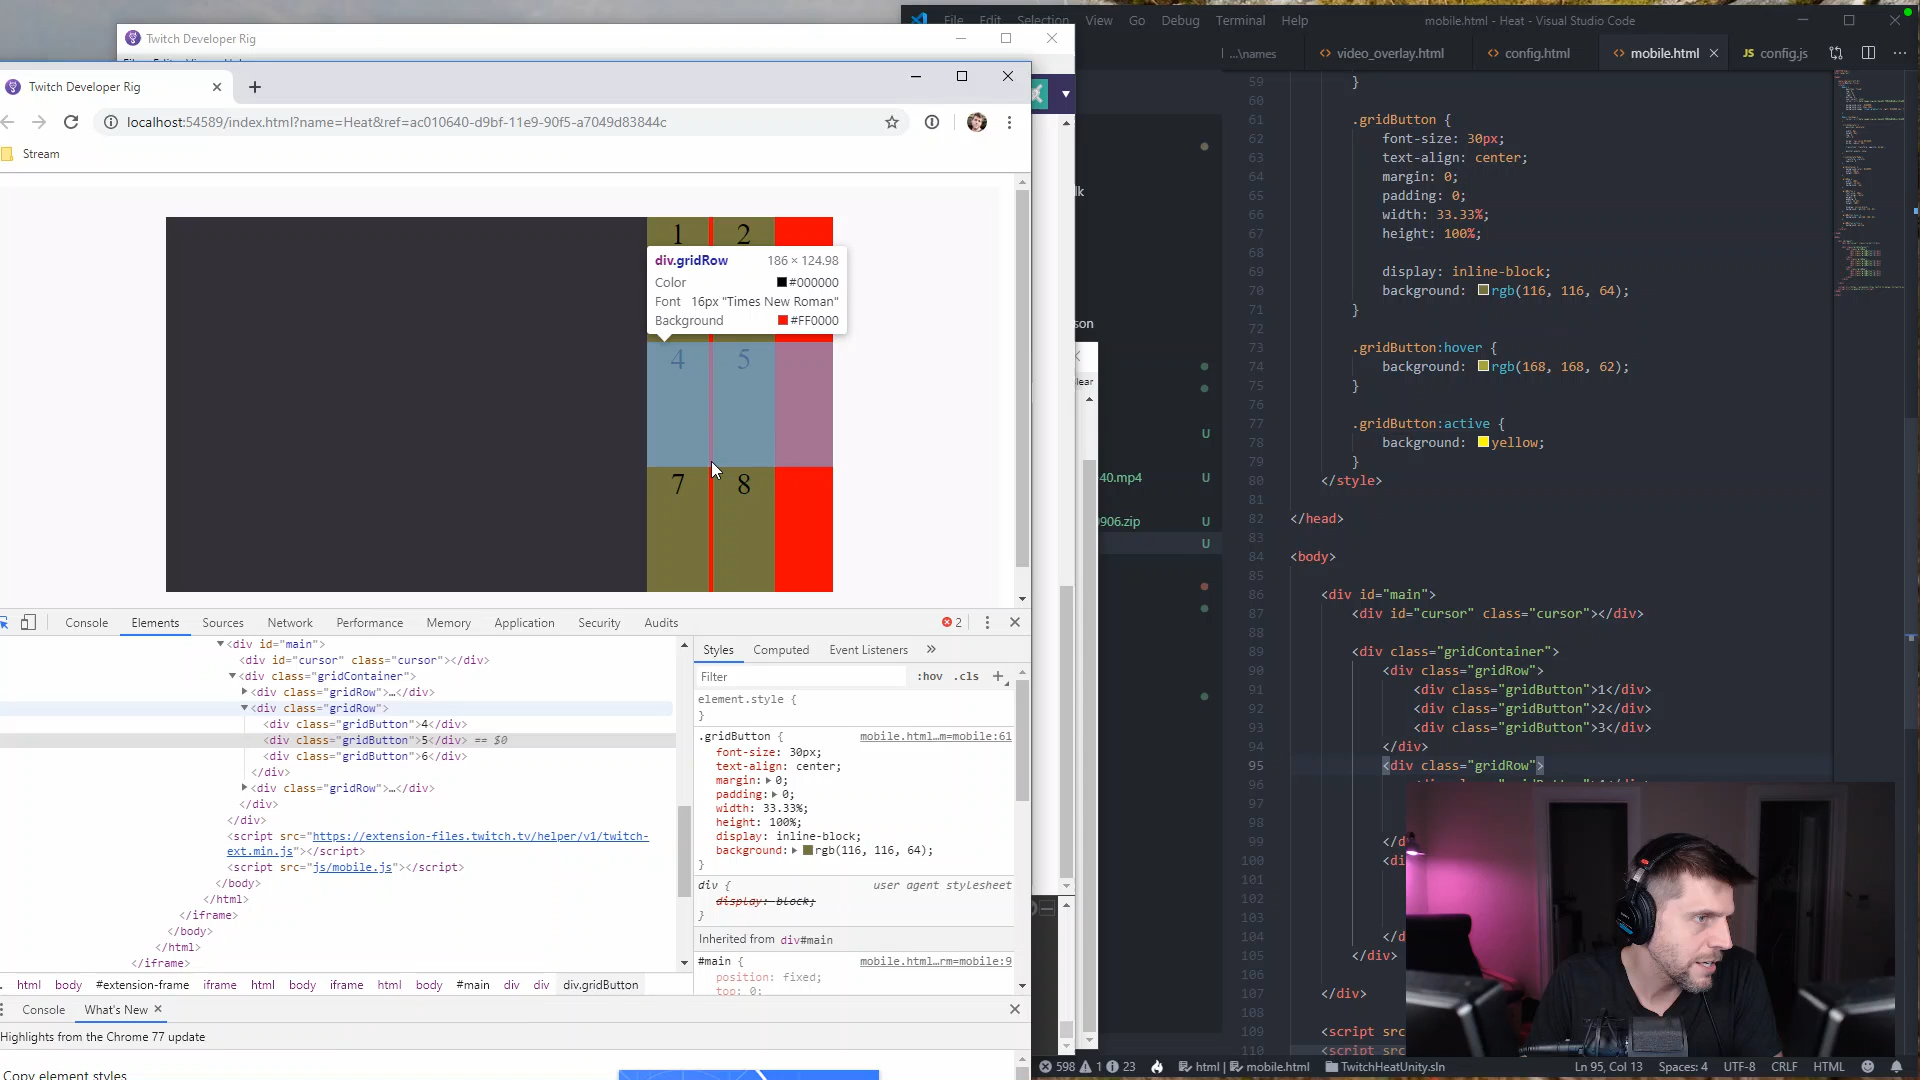 Twitch Developer Rig
Twitch Developer Rig
localhost:54589/index.html?name=Heat&ref=ac010640-d9bf-11e9-90f5-a7049d83844c
Stream
1 2
div.gridRow 186 × 124.98
Color #000000
Font 16px "Times New Roman"
Background #FF0000
4 5
7 8
Console Elements Sources Network Performance Memory Application Security Audits 2
▼<div id="main">
<div id="cursor" class="cursor"></div>
▼<div class="gridContainer">
▶<div class="gridRow">…</div>
▼<div class="gridRow">
<div class="gridButton">4</div>
<div class="gridButton">5</div> == $0
<div class="gridButton">6</div>
</div>
▶<div class="gridRow">…</div>
</div>
</div>
<script src="https://extension-files.twitch.tv/helper/v1/twitch-
ext.min.js"></script>
<script src="js/mobile.js"></script>
</body>
</html>
</iframe>
</body>
</html>
</iframe>
html body #extension-frame iframe html body iframe html body #main div div div.gridButton
Styles Computed Event Listeners »
Filter :hov .cls +
element.style {
}
.gridButton { mobile.html…m=mobile:61
font-size: 30px;
text-align: center;
margin:▶0;
padding:▶0;
width: 33.33%;
height: 100%;
display: inline-block;
background:▶rgb(116, 116, 64);
}
div { user agent stylesheet
display: block;
}
Inherited from div#main
#main { mobile.html…rm=mobile:9
position: fixed;
top: 0;
Console What's New
Highlights from the Chrome 77 update
Copy element styles
File Edit Selection View Go Debug Terminal Help mobile.html - Heat - Visual Studio Code
...\names video_overlay.html config.html mobile.html JS config.js
lk
son
lear
40.mp4 U
0906.zip U
U
U
59 }
60
61 .gridButton {
62 font-size: 30px;
63 text-align: center;
64 margin: 0;
65 padding: 0;
66 width: 33.33%;
67 height: 100%;
68
69 display: inline-block;
70 background: rgb(116, 116, 64);
71 }
72
73 .gridButton:hover {
74 background: rgb(168, 168, 62);
75 }
76
77 .gridButton:active {
78 background: yellow;
79 }
80 </style>
81
82 </head>
83
84 <body>
85
86 <div id="main">
87 <div id="cursor" class="cursor"></div>
88
89 <div class="gridContainer">
90 <div class="gridRow">
91 <div class="gridButton">1</div>
92 <div class="gridButton">2</div>
93 <div class="gridButton">3</div>
94 </div>
95 <div class="gridRow">
96
97
98
99 </d
100 <di
101
102
103
104 </d
105 </div>
106
107 </div>
108
109 <script src
110 <script src
598 1 23 html mobile.html TwitchHeatUnity.sln Ln 95, Col 13 Spaces: 4 UTF-8 CRLF HTML